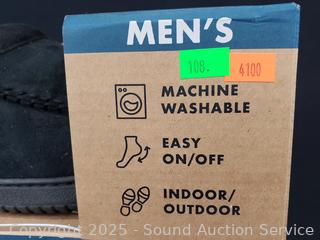 MEN'S
108.
4100
MACHINE
WASHABLE
EASY
ON/OFF
INDOOR/
OUTDOOR
Copyright 2025 - Sound Auction Service